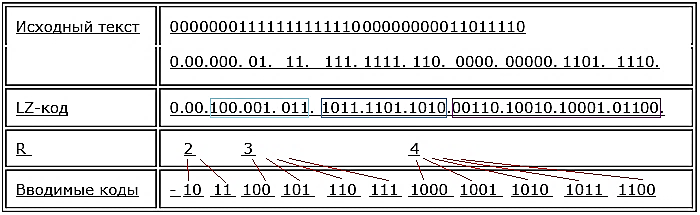 Исходный текст 0000000111111111111000000000011011110
0.00.000. 01. 11. 111. 1111. 110. 0000. 00000. 1101. 1110.
LZ-код 0.00.100.001. 011. 1011.1101.1010.00110.10010.10001.01100.
R 2 3 4
Вводимые коды - 10 11 100 101 110 111 1000 1001 1010 1011 1100